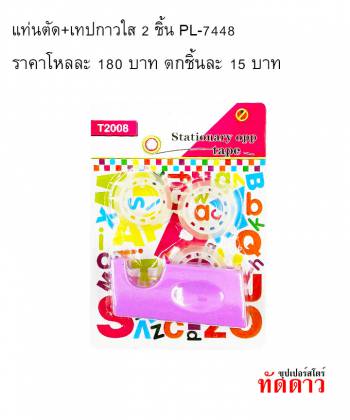 แท่นตัด+เทปกาวใส 2 ชิ้น PL-7448
ราคาโหลละ 180 บาท ตกชิ้นละ 15 บาท
T2008
Stationary opp
tape
ซุปเปอร์สโตร์
ทัดดาว